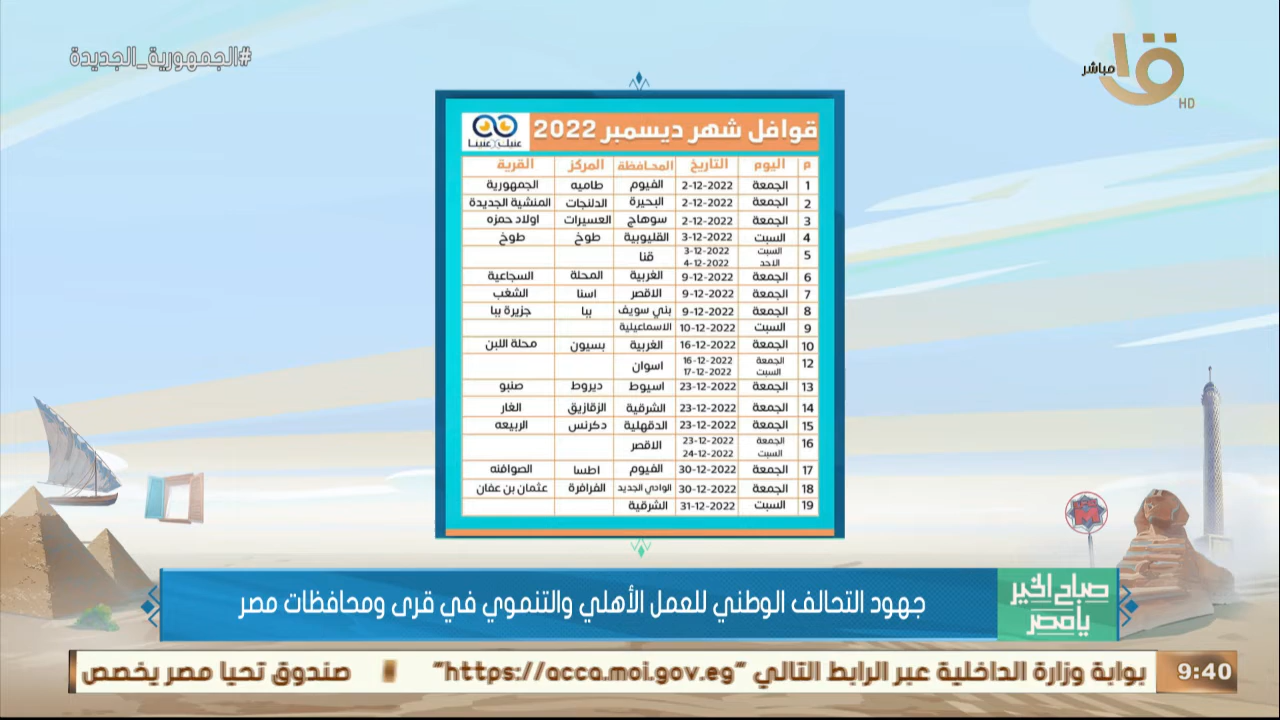 #الجمهورية_الجديدة
مباشر
HD
قوافل شهر ديسمبر 2022
عنيك ف عنينا
م اليوم التاريخ المحافظة المركز القرية
1 الجمعة 2-12-2022 الفيوم طاميه الجمهورية
2 الجمعة 2-12-2022 البحيرة الدلنجات المنشية الجديدة
3 الجمعة 2-12-2022 سوهاج العسيرات اولاد حمزه
4 السبت 3-12-2022 القليوبية طوخ طوخ
5 السبت 3-12-2022 قنا
الاحد 4-12-2022
6 الجمعة 9-12-2022 الغربية المحلة السجاعية
7 الجمعة 9-12-2022 الاقصر اسنا الشغب
8 الجمعة 9-12-2022 بني سويف ببا جزيرة ببا
9 السبت 10-12-2022 الاسماعيلية
10 الجمعة 16-12-2022 الغربية بسيون محلة اللبن
12 الجمعة 16-12-2022 اسوان
السبت 17-12-2022
13 الجمعة 23-12-2022 اسيوط ديروط صنبو
14 الجمعة 23-12-2022 الشرقية الزقازيق الغار
15 الجمعة 23-12-2022 الدقهلية دكرنس الربيعه
16 الجمعة 23-12-2022 الاقصر
السبت 24-12-2022
17 الجمعة 30-12-2022 الفيوم اطسا الصوافنه
18 الجمعة 30-12-2022 الوادي الجديد الفرافرة عثمان بن عفان
19 السبت 31-12-2022 الشرقية
صباح الخير
يا مصر
جهود التحالف الوطني للعمل الأهلي والتنموي في قرى ومحافظات مصر
9:40
بوابة وزارة الداخلية عبر الرابط التالي "https://acca.moi.gov.eg" صندوق تحيا مصر يخصص